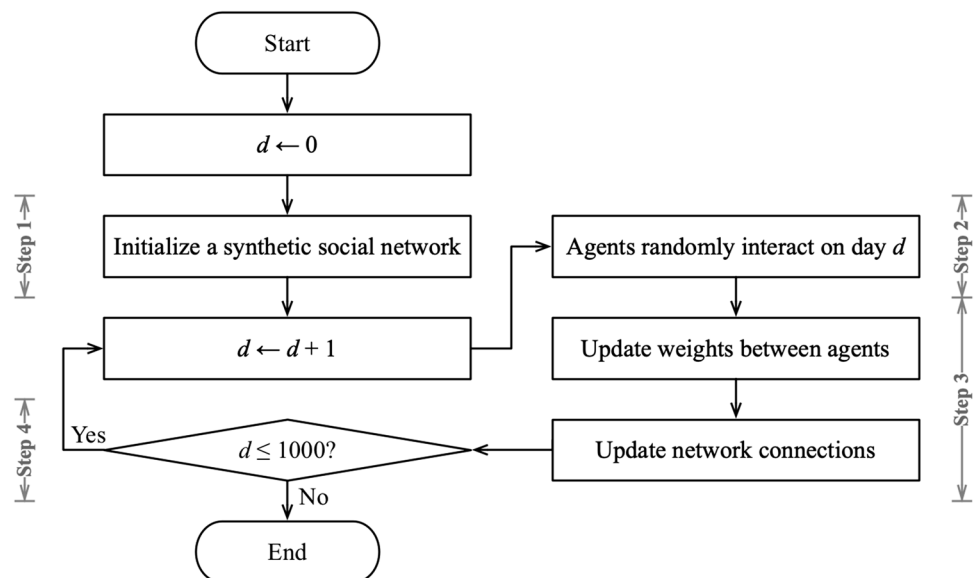 Start
d ← 0
Step 1
Initialize a synthetic social network
Agents randomly interact on day d
Step 2
d ← d + 1
Update weights between agents
Step 3
Step 4
Yes
d ≤ 1000?
Update network connections
No
End